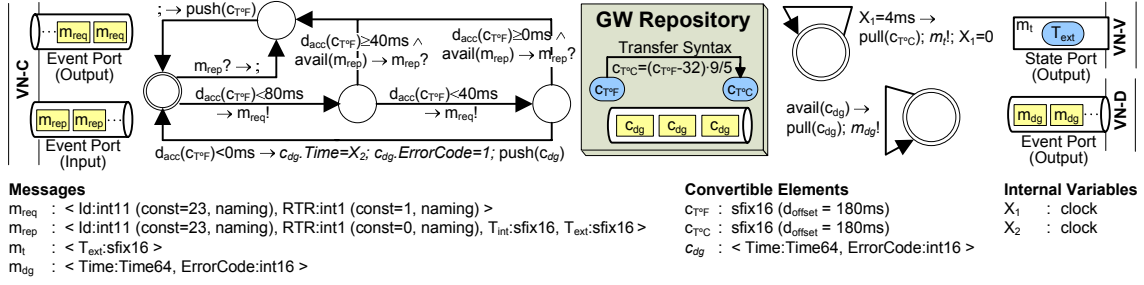 VN-C
m_req m_req
Event Port
(Output)
m_rep m_rep
Event Port
(Input)
; → push(c_T°F)
m_rep? → ;
d_acc(c_T°F)≥40ms ∧
avail(m_rep) → m_rep?
d_acc(c_T°F)≥0ms ∧
avail(m_rep) → m_rep?
d_acc(c_T°F)<80ms
→ m_req!
d_acc(c_T°F)<40ms
→ m_req!
d_acc(c_T°F)<0ms → c_dg.Time=X_2; c_dg.ErrorCode=1; push(c_dg)
GW Repository
Transfer Syntax
c_T°C=(c_T°F-32)·9/5
c_T°F c_T°C
c_dg c_dg c_dg
X_1=4ms →
pull(c_T°C); m_t!; X_1=0
avail(c_dg) →
pull(c_dg); m_dg!
m_t T_ext
VN-V
State Port
(Output)
VN-D
m_dg m_dg
Event Port
(Output)
Messages
m_req : < Id:int11 (const=23, naming), RTR:int1 (const=1, naming) >
m_rep : < Id:int11 (const=23, naming), RTR:int1 (const=0, naming), T_int:sfix16, T_ext:sfix16 >
m_t : < T_ext:sfix16 >
m_dg : < Time:Time64, ErrorCode:int16 >
Convertible Elements
c_T°F : sfix16 (d_offset = 180ms)
c_T°C : sfix16 (d_offset = 180ms)
c_dg : < Time:Time64, ErrorCode:int16 >
Internal Variables
X_1 : clock
X_2 : clock